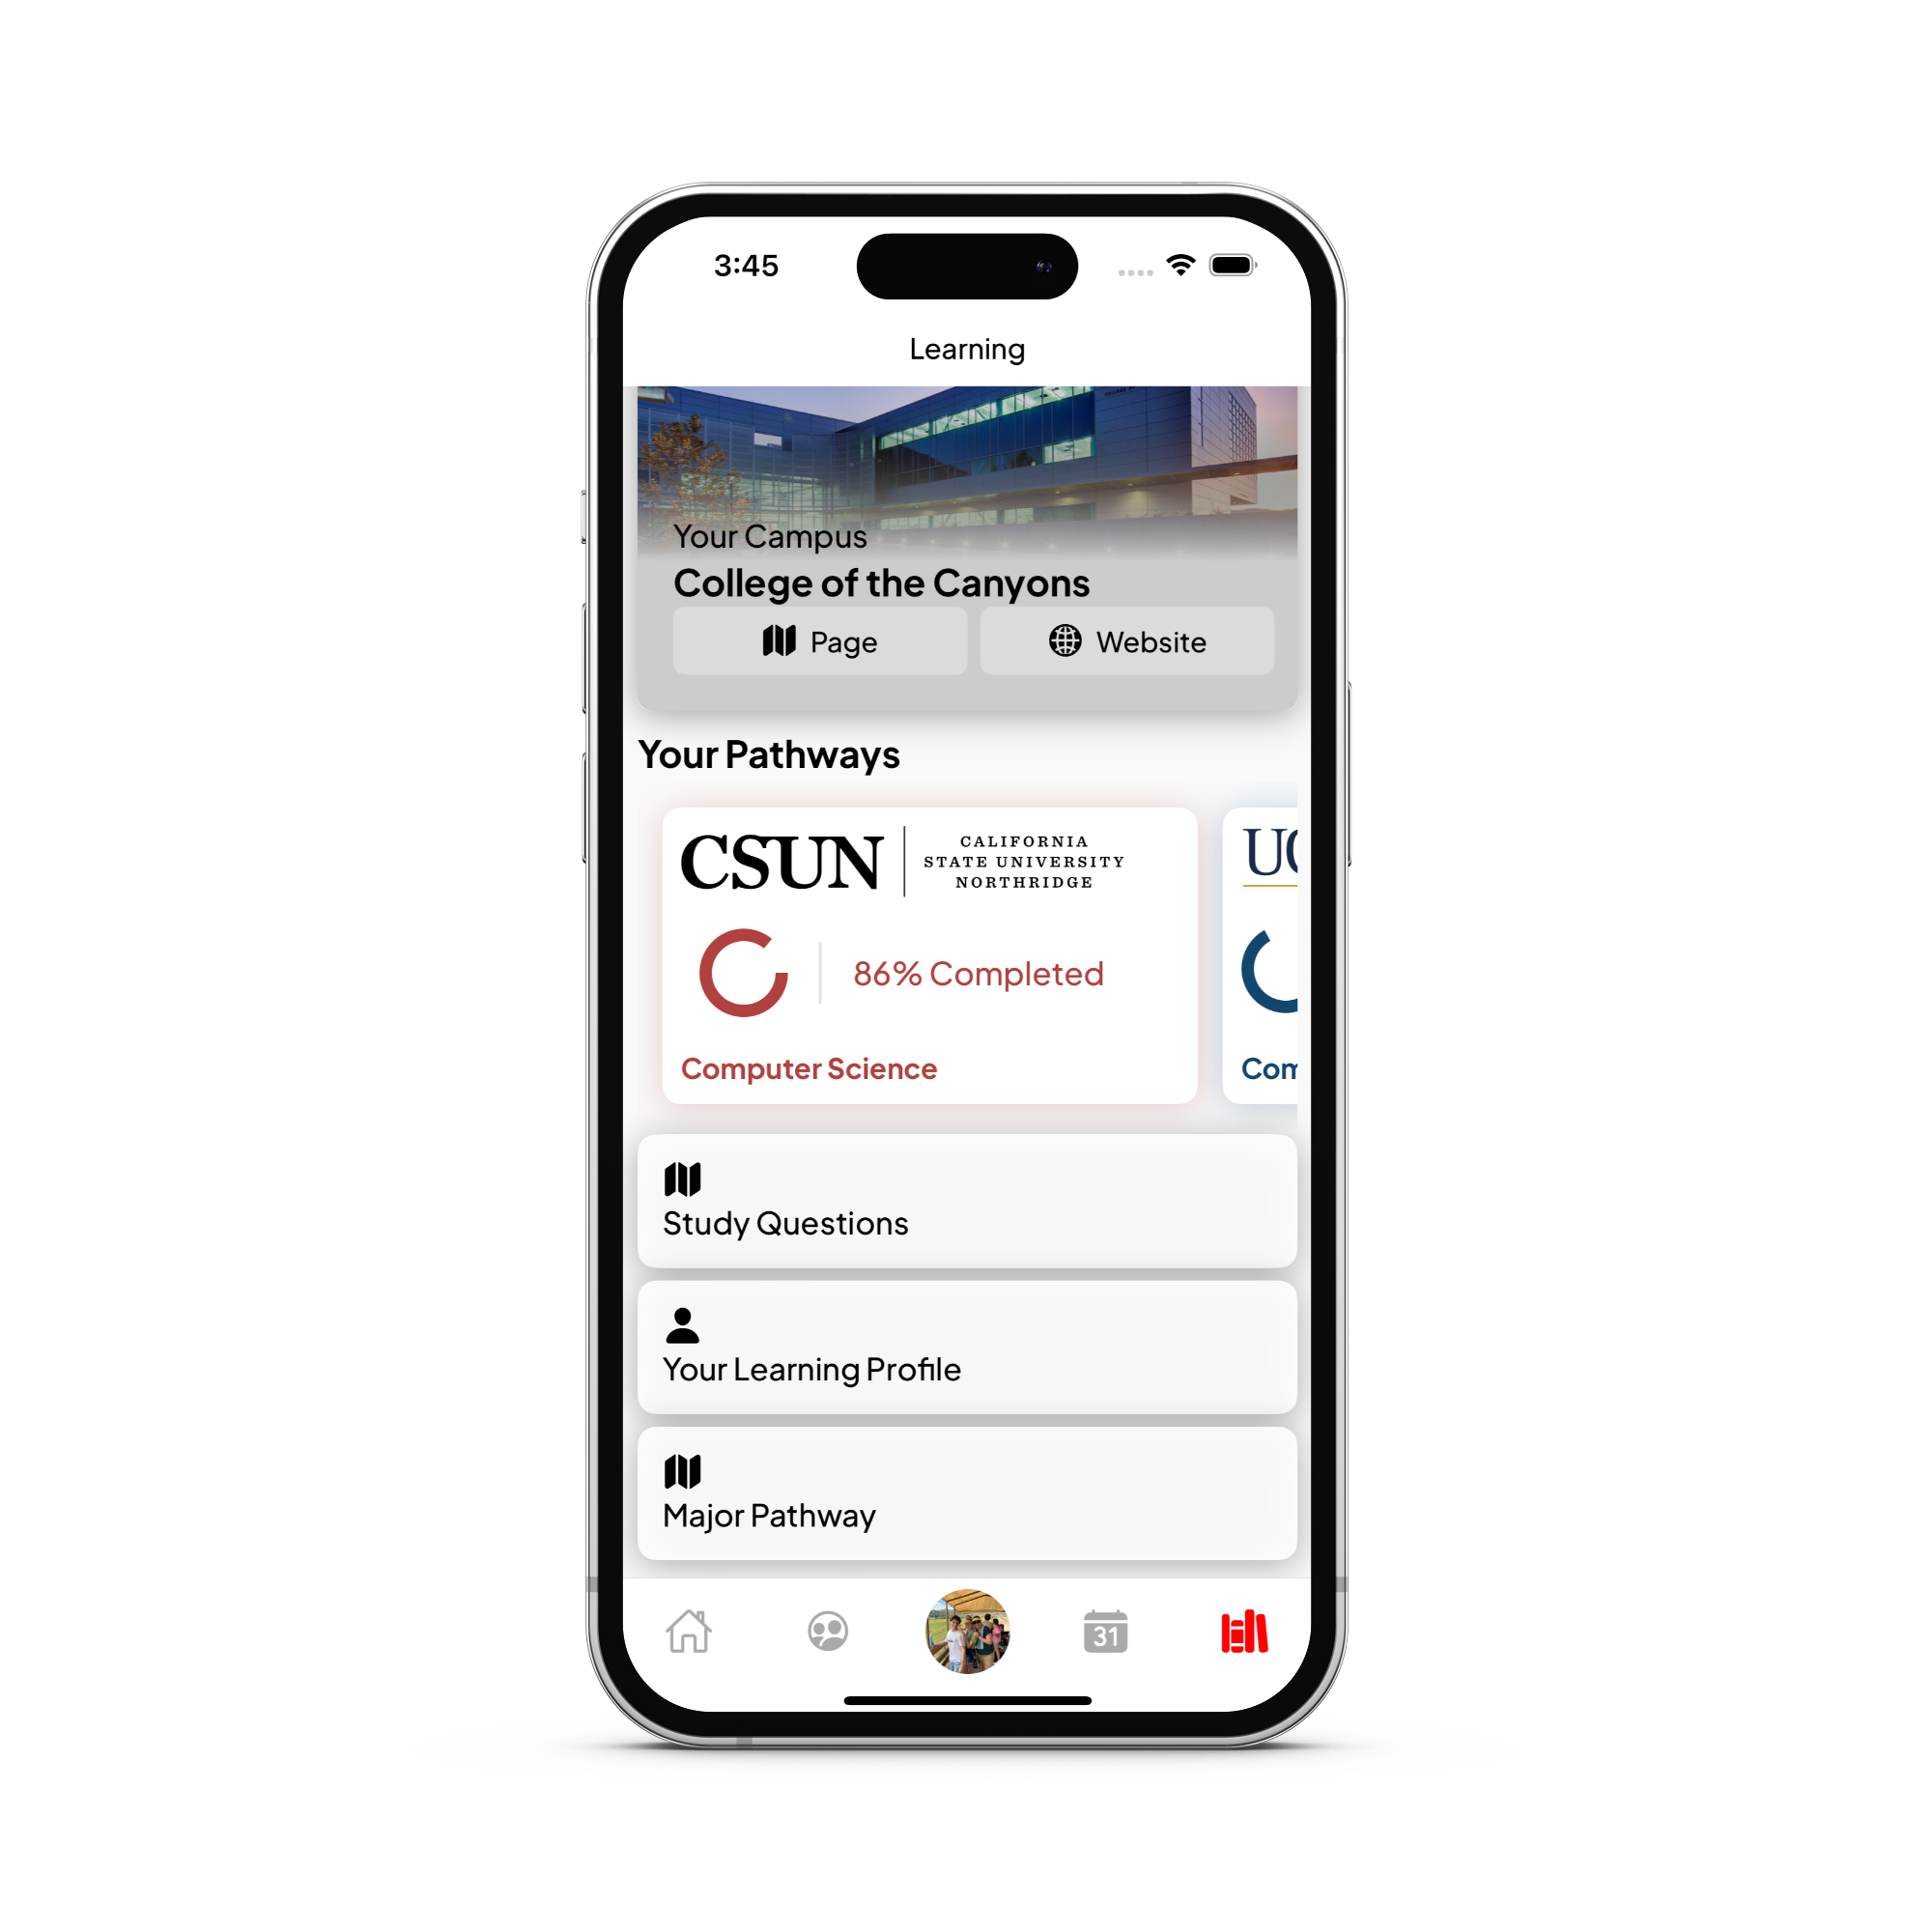 3:45
Learning
Your Campus
College of the Canyons
Page
Website
Your Pathways
CSUN
CALIFORNIA
STATE UNIVERSITY
NORTHRIDGE
86% Completed
Computer Science
UC
Com
Study Questions
Your Learning Profile
Major Pathway
31